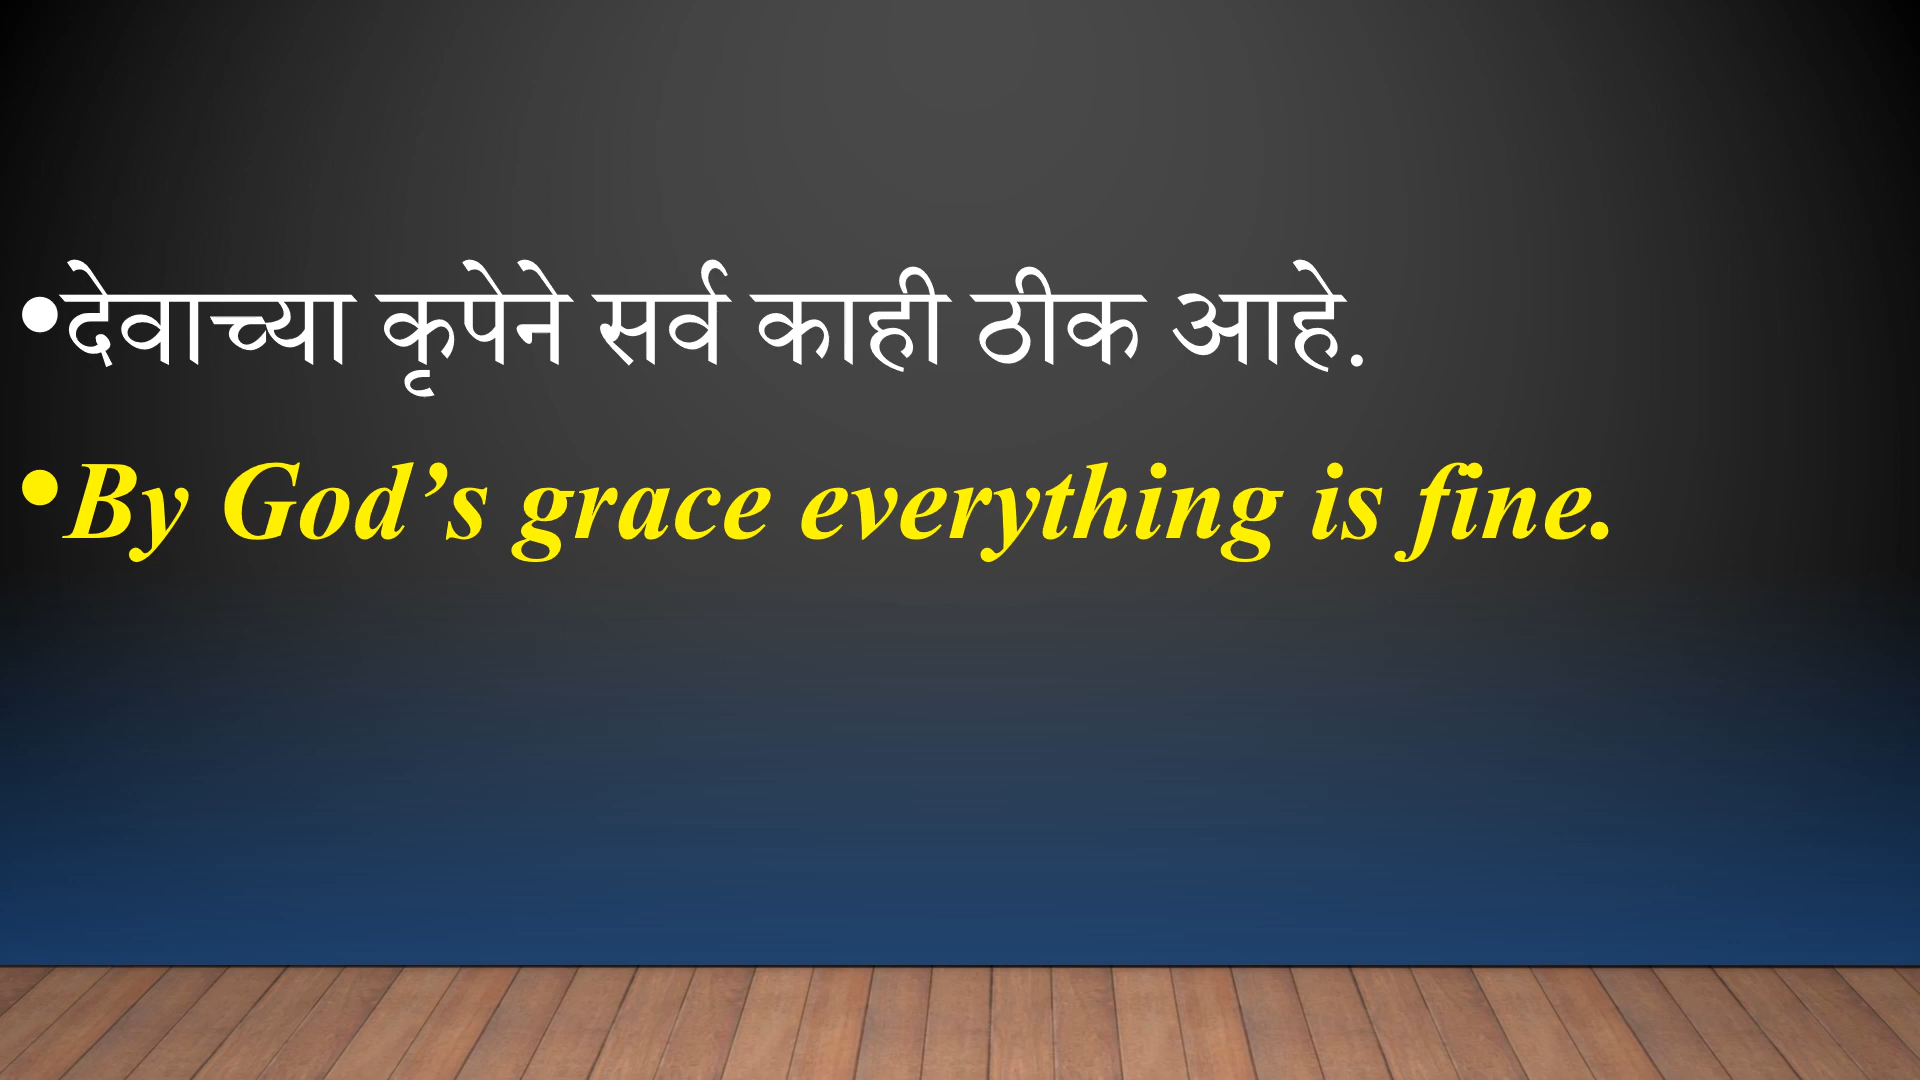 •देवाच्या कृपेने सर्व काही ठीक आहे.
•By God’s grace everything is fine.